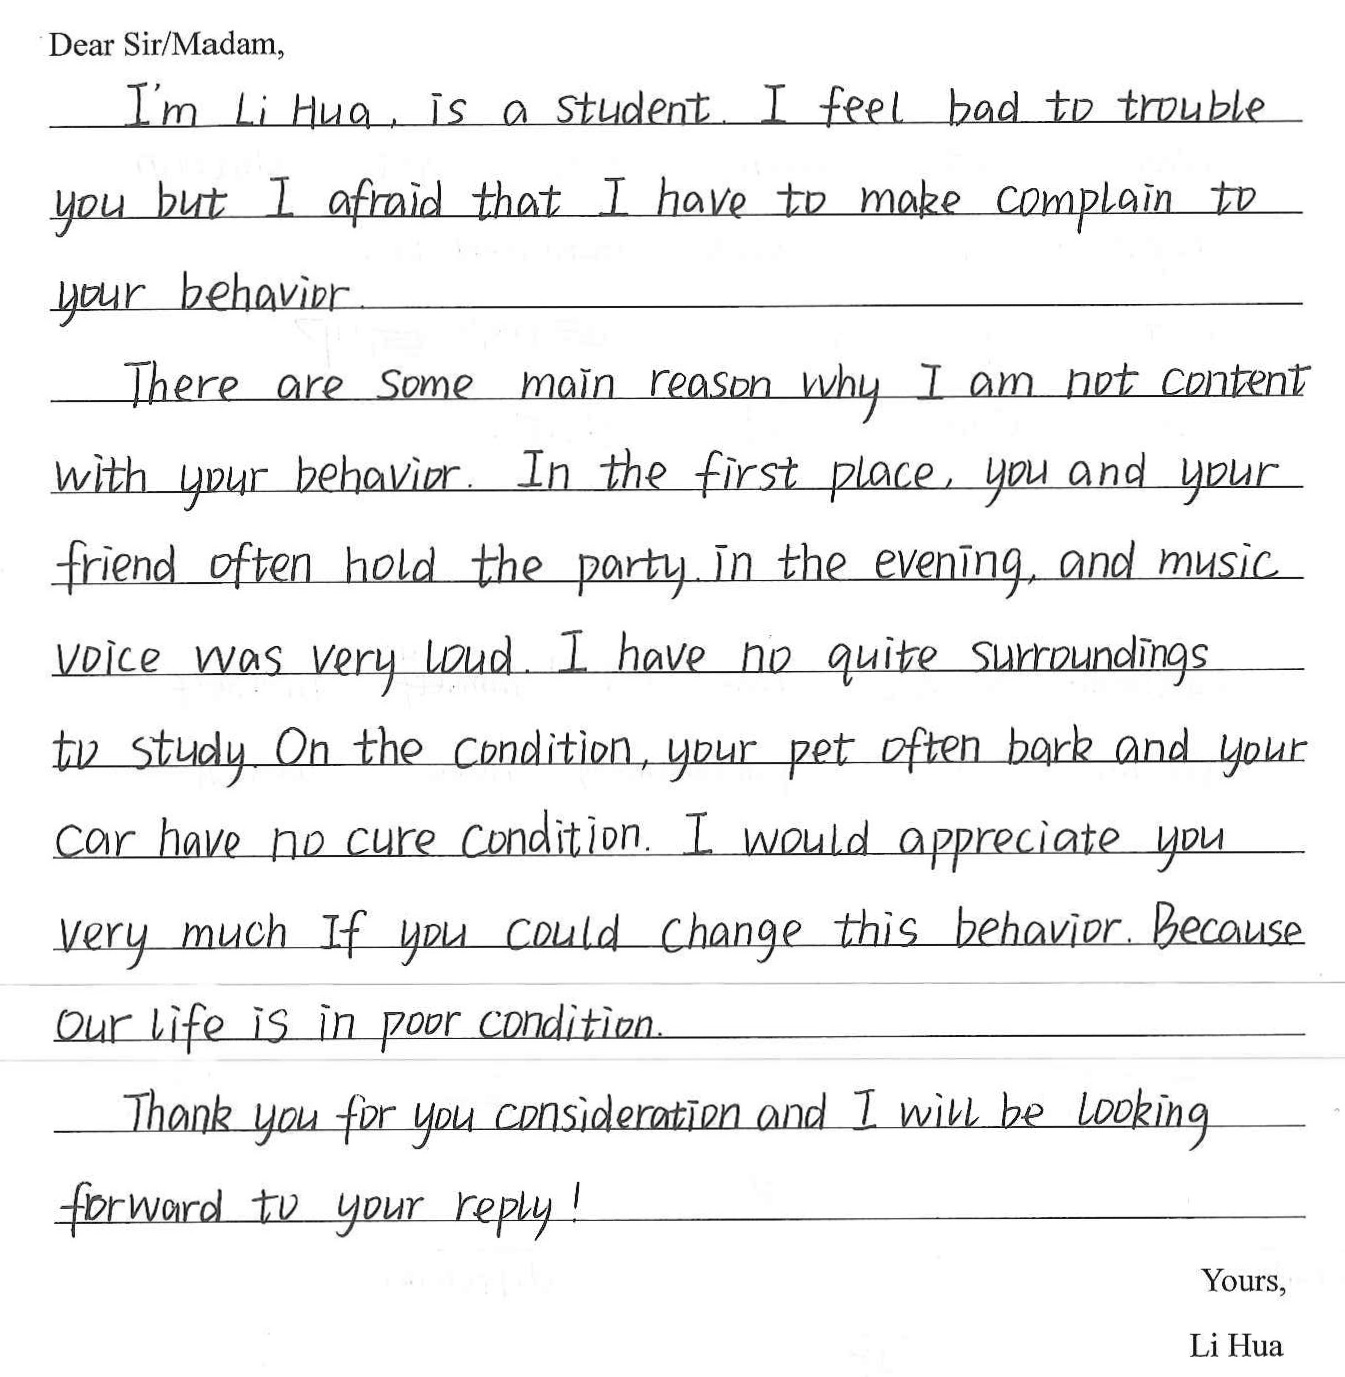 Dear Sir/Madam,
I'm Li Hua, is a student. I feel bad to trouble
you but I afraid that I have to make complain to
your behavior.
There are some main reason why I am not content
with your behavior. In the first place, you and your
friend often hold the party in the evening, and music
voice was very loud. I have no quite surroundings
to study. On the condition, your pet often bark and your
car have no cure condition. I would appreciate you
very much If you could change this behavior. Because
our life is in poor condition.
Thank you for you consideration and I will be looking
forward to your reply!
Yours,
Li Hua